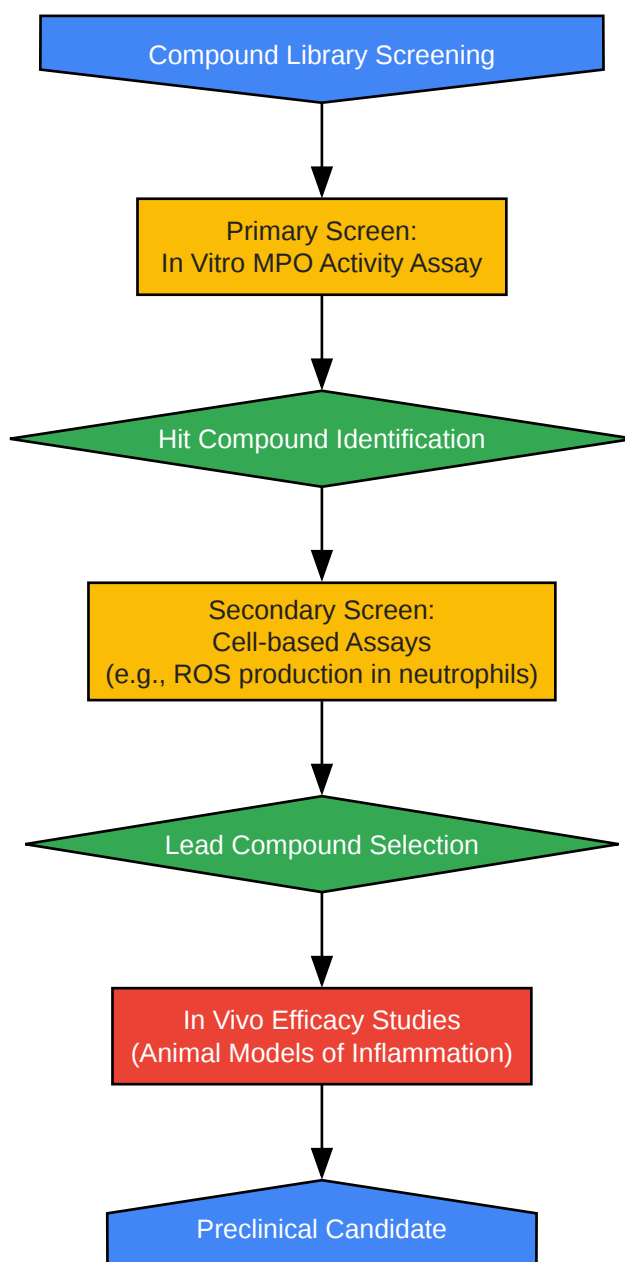 Compound Library Screening
Primary Screen:
In Vitro MPO Activity Assay
Hit Compound Identification
Secondary Screen:
Cell-based Assays
(e.g., ROS production in neutrophils)
Lead Compound Selection
In Vivo Efficacy Studies
(Animal Models of Inflammation)
Preclinical Candidate